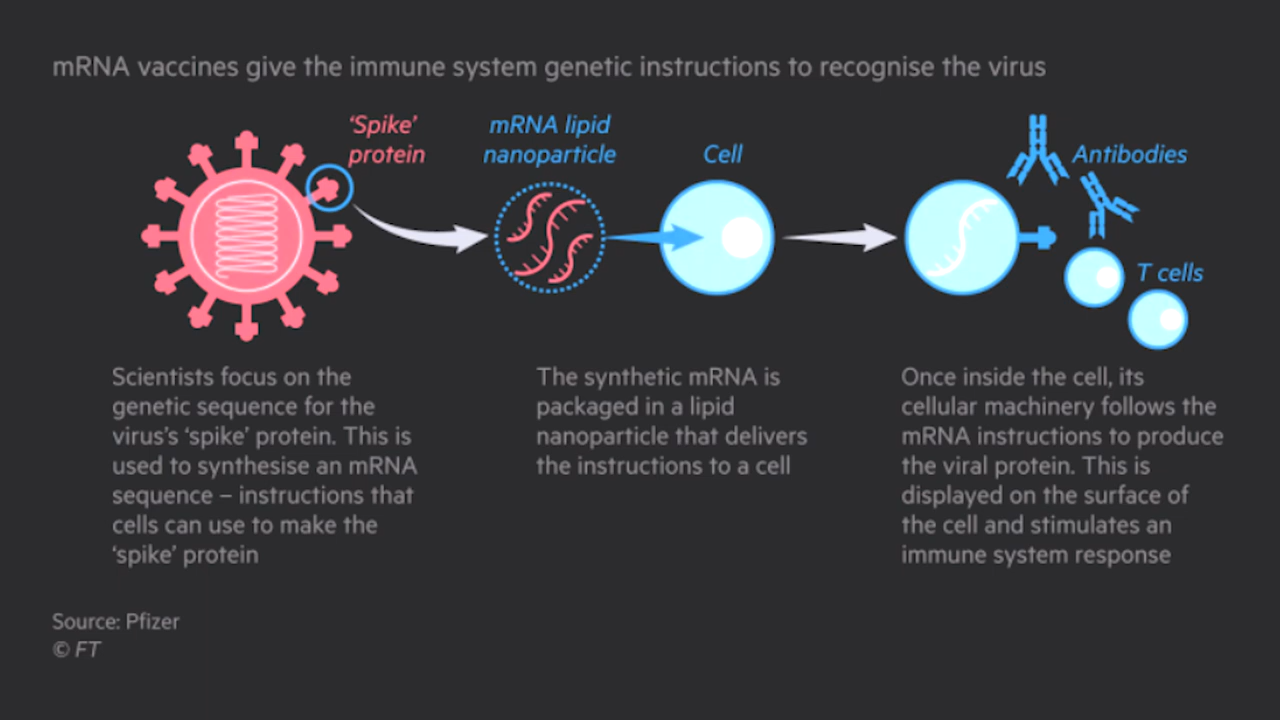 mRNA vaccines give the immune system genetic instructions to recognise the virus
‘Spike’
protein
mRNA lipid
nanoparticle
Cell
Antibodies
T cells
Scientists focus on the
genetic sequence for the
virus’s ‘spike’ protein. This is
used to synthesise an mRNA
sequence – instructions that
cells can use to make the
‘spike’ protein
The synthetic mRNA is
packaged in a lipid
nanoparticle that delivers
the instructions to a cell
Once inside the cell, its
cellular machinery follows the
mRNA instructions to produce
the viral protein. This is
displayed on the surface of
the cell and stimulates an
immune system response
Source: Pfizer
© FT